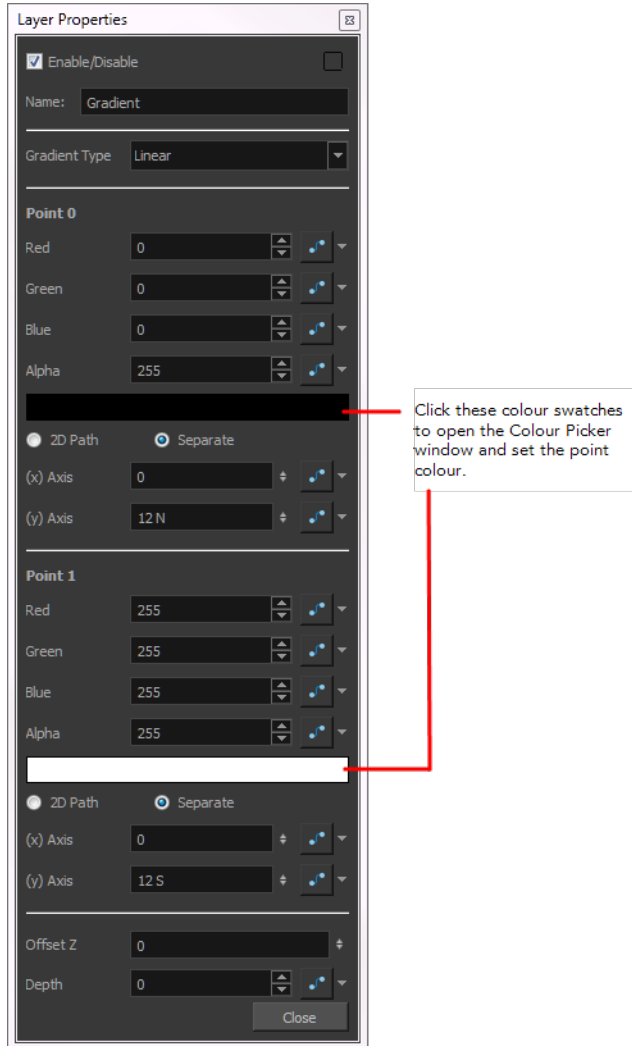 Layer Properties
Enable/Disable
Name: Gradient
Gradient Type Linear
Point 0
Red 0
Green 0
Blue 0
Alpha 255
2D Path Separate
(x) Axis 0
(y) Axis 12 N
Point 1
Red 255
Green 255
Blue 255
Alpha 255
2D Path Separate
(x) Axis 0
(y) Axis 12 S
Offset Z 0
Depth 0
Close
Click these colour swatches
to open the Colour Picker
window and set the point
colour.